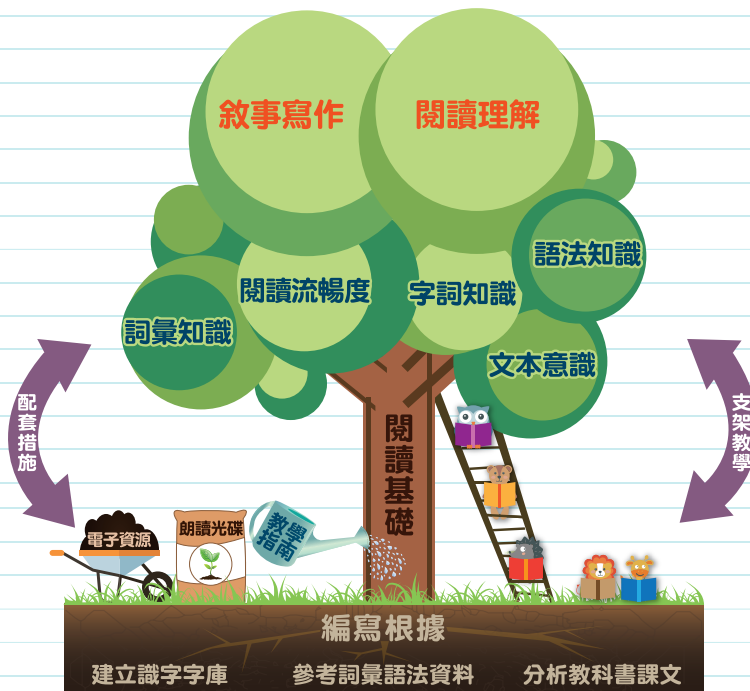 敘事寫作
閱讀理解
語法知識
閱讀流暢度
字詞知識
詞彙知識
文本意識
配套措施
支架教學
閱讀基礎
電子資源
朗讀光碟
教學
指南
編寫根據
建立識字字庫
參考詞彙語法資料
分析教科書課文